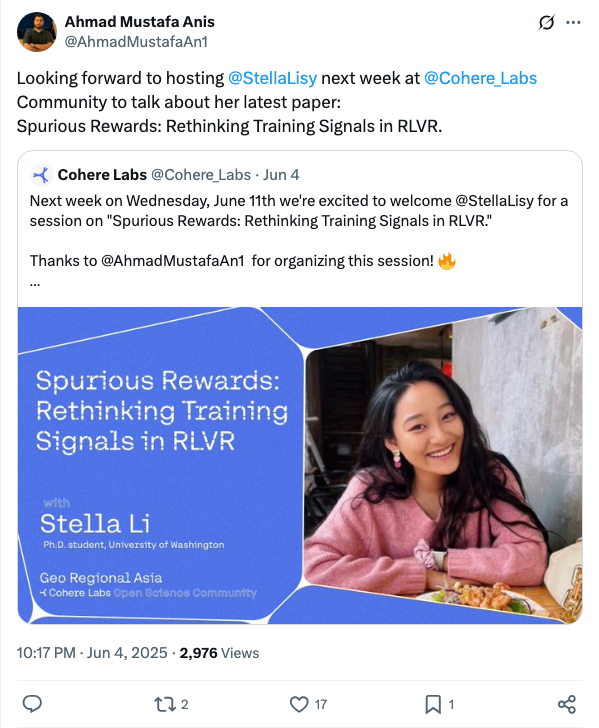 Ahmad Mustafa Anis
@AhmadMustafaAn1
Looking forward to hosting @StellaLisy next week at @Cohere_Labs
Community to talk about her latest paper:
Spurious Rewards: Rethinking Training Signals in RLVR.
Cohere Labs @Cohere_Labs · Jun 4
Next week on Wednesday, June 11th we're excited to welcome @StellaLisy for a
session on "Spurious Rewards: Rethinking Training Signals in RLVR."
Thanks to @AhmadMustafaAn1 for organizing this session! 🔥
...
Spurious Rewards:
Rethinking Training
Signals in RLVR
with
Stella Li
Ph.D. student, University of Washington
Geo Regional Asia
Cohere Labs Open Science Community
10:17 PM · Jun 4, 2025 · 2,976 Views
2
17
1